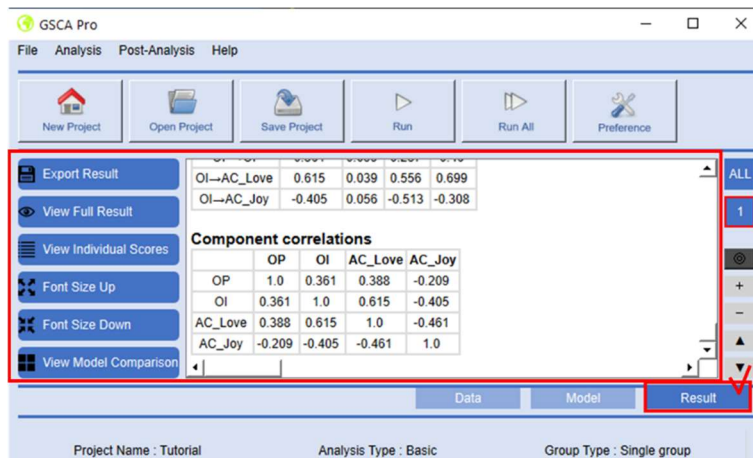 GSCA Pro
File Analysis Post-Analysis Help
New Project Open Project Save Project Run Run All Preference
Export Result
View Full Result
View Individual Scores
Font Size Up
Font Size Down
View Model Comparison
OI→AC_Love 0.615 0.039 0.556 0.699
OI→AC_Joy -0.405 0.056 -0.513 -0.308
Component correlations
OP OI AC_Love AC_Joy
OP 1.0 0.361 0.388 -0.209
OI 0.361 1.0 0.615 -0.405
AC_Love 0.388 0.615 1.0 -0.461
AC_Joy -0.209 -0.405 -0.461 1.0
ALL
1
Data Model Result
Project Name : Tutorial Analysis Type : Basic Group Type : Single group